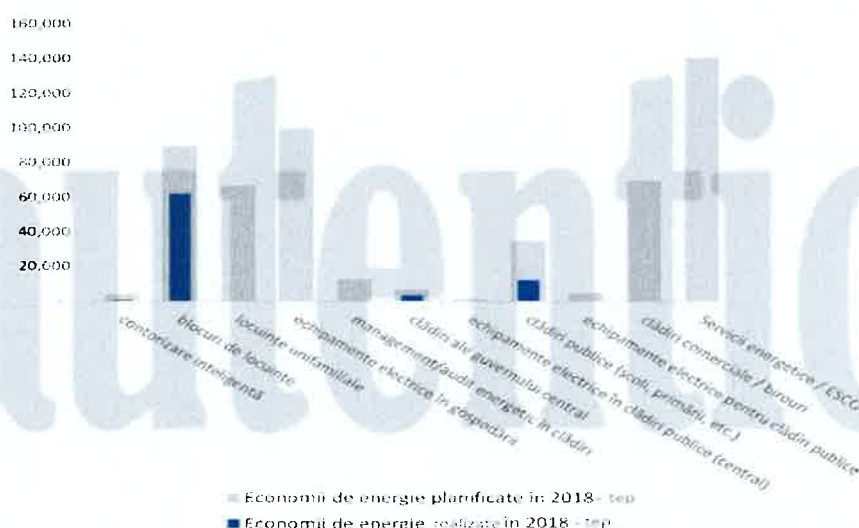 160,000
140,000
120,000
100,000
80,000
60,000
40,000
20,000
contorizare inteligentă
blocuri de locuințe
locuințe unifamiliale
echipamente electrice în gospodării
management/audit energetic în clădiri
clădiri ale guvernului central
echipamente electrice în clădiri publice (central)
clădiri publice (școli, primării, etc.)
echipamente electrice pentru clădiri publice
clădiri comerciale / birouri
Servicii energetice / ESCO
Economii de energie planificate în 2018 - tep
Economii de energie realizate în 2018 - tep
autentic